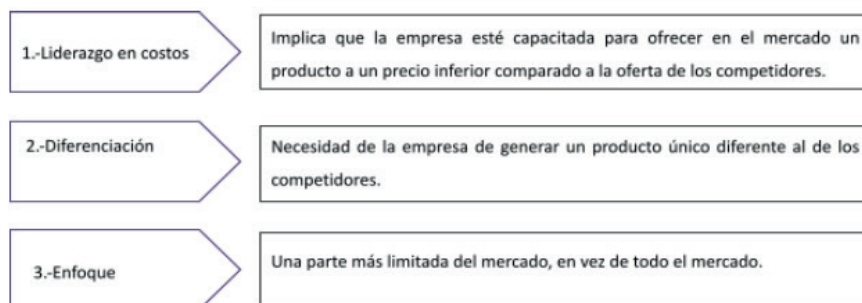 1.-Liderazgo en costos
Implica que la empresa esté capacitada para ofrecer en el mercado un
producto a un precio inferior comparado a la oferta de los competidores.
2.-Diferenciación
Necesidad de la empresa de generar un producto único diferente al de los
competidores.
3.-Enfoque
Una parte más limitada del mercado, en vez de todo el mercado.